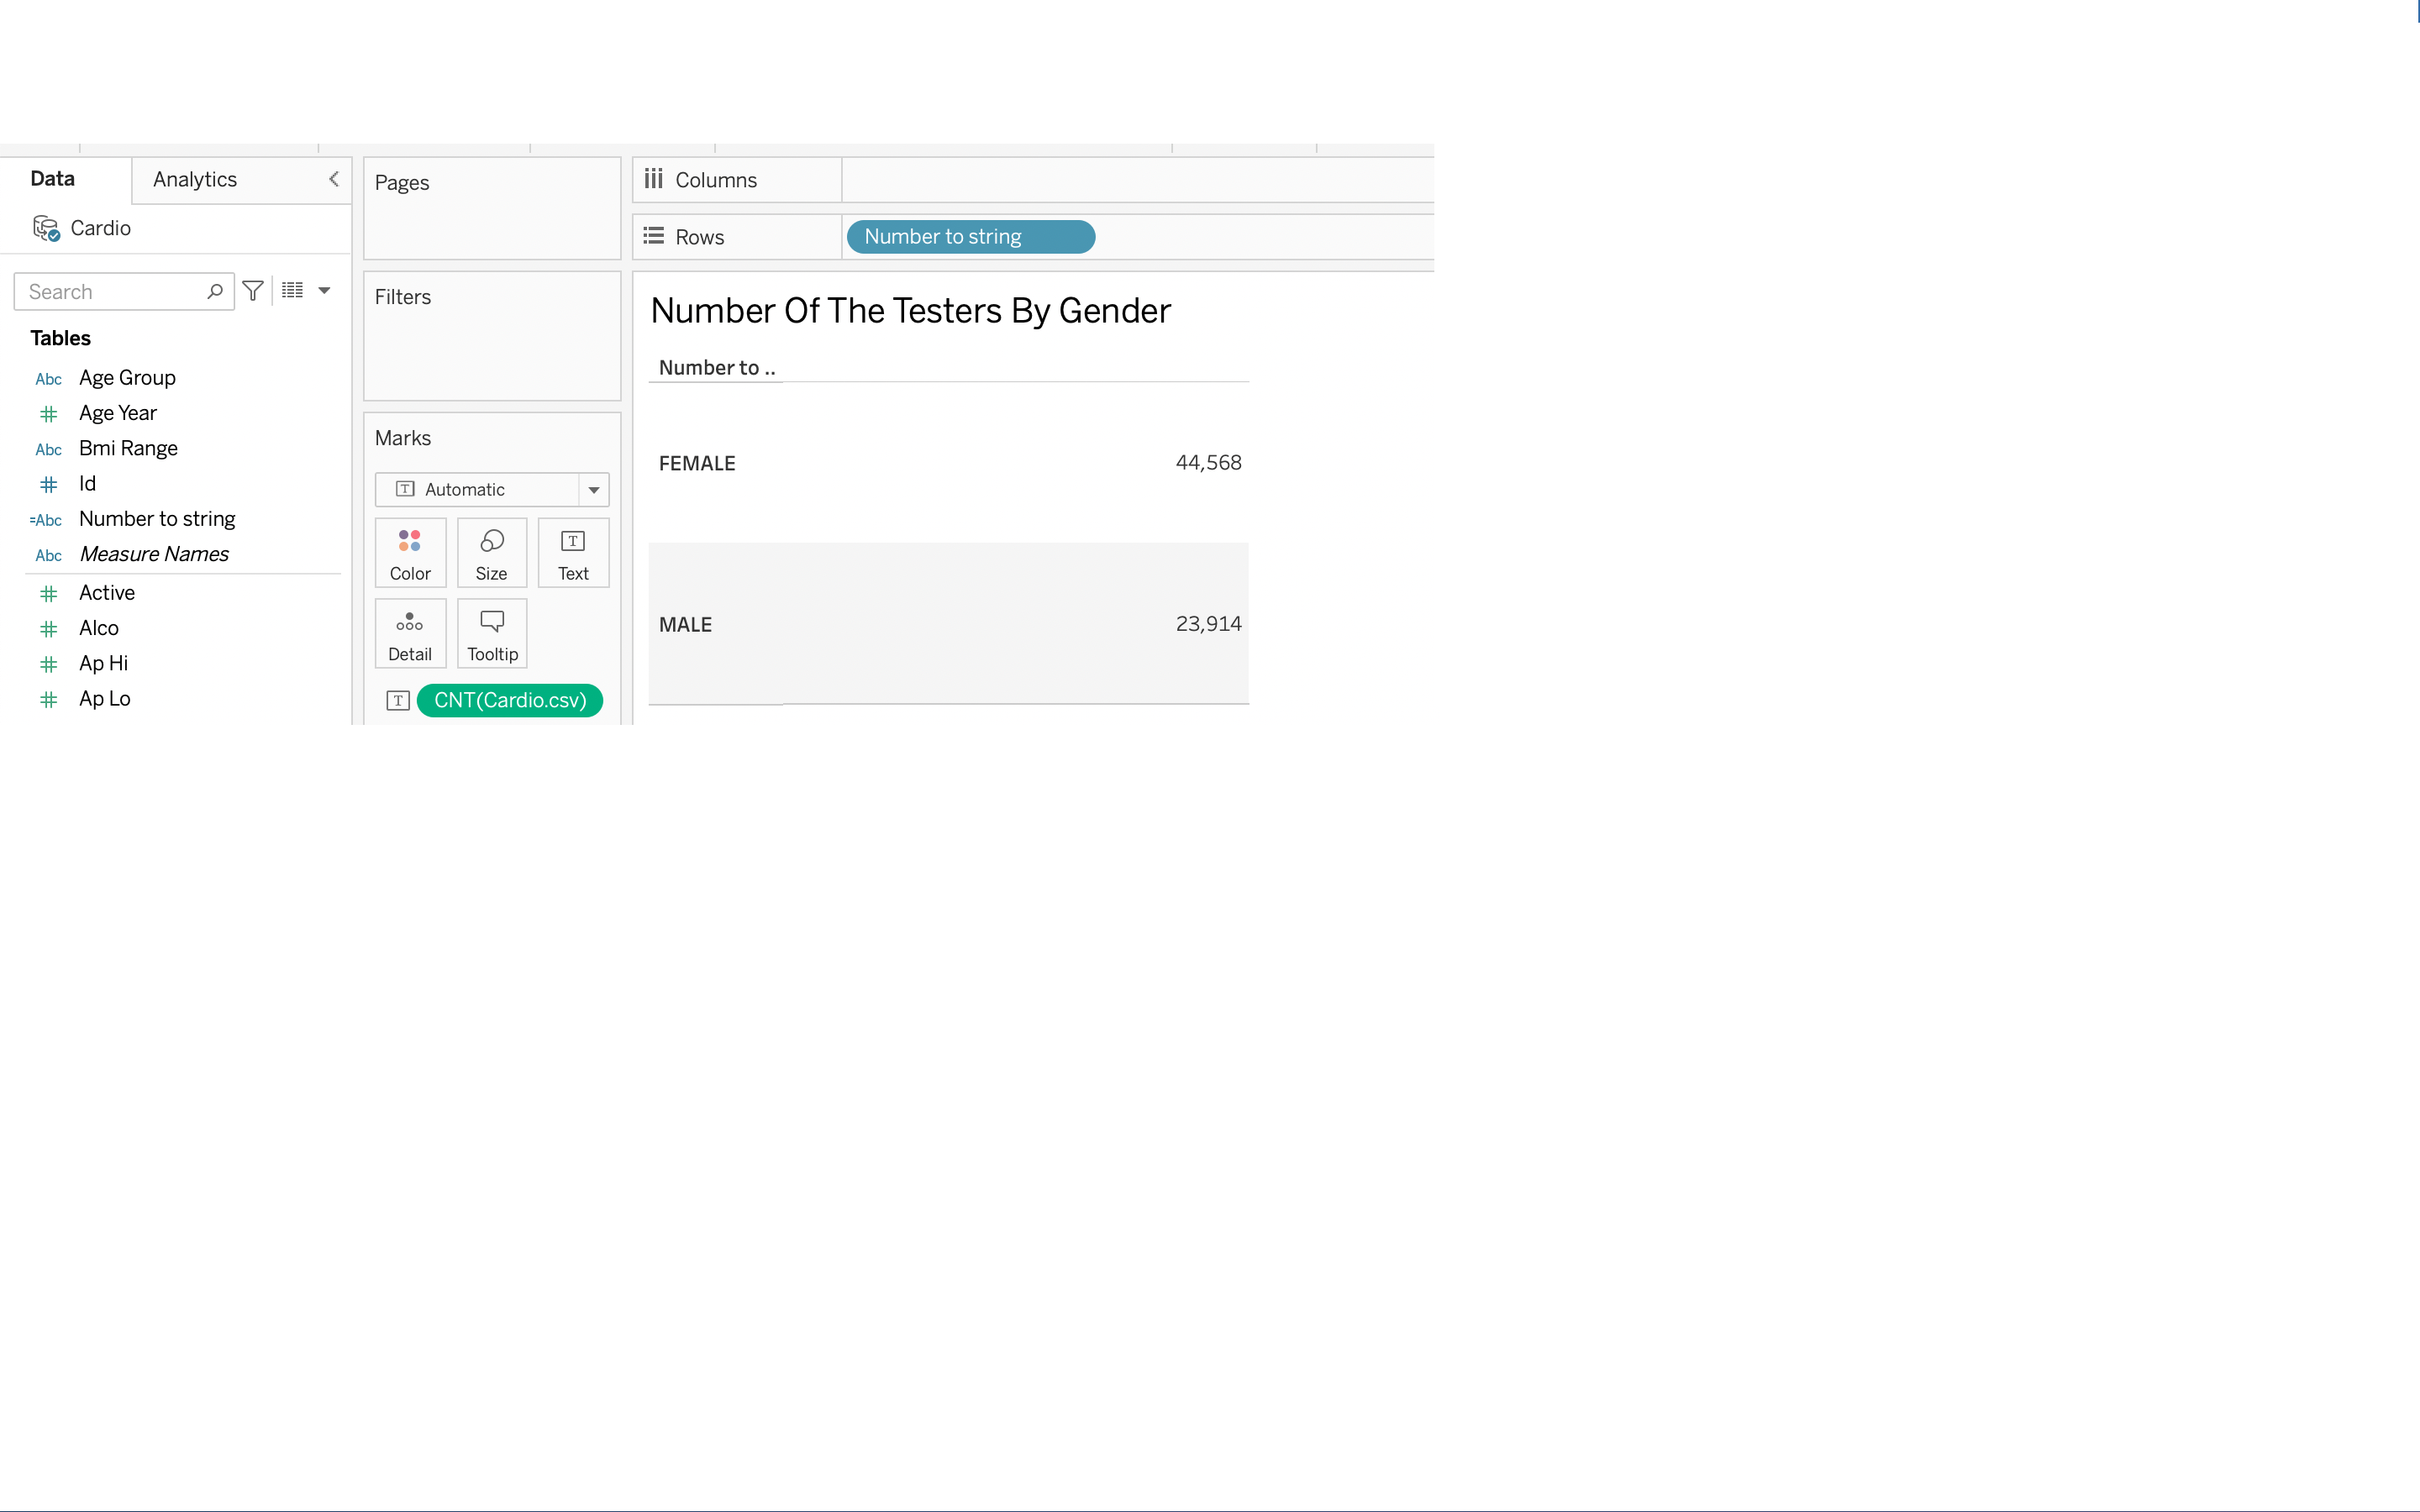 Data
Analytics
Cardio
Search
Tables
Abc Age Group
# Age Year
Abc Bmi Range
# Id
=Abc Number to string
Abc Measure Names
# Active
# Alco
# Ap Hi
# Ap Lo
Pages
Filters
Marks
T Automatic
Color
Size
T Text
Detail
Tooltip
T CNT(Cardio.csv)
Columns
Rows
Number to string
Number Of The Testers By Gender
Number to ..
FEMALE 44,568
MALE 23,914